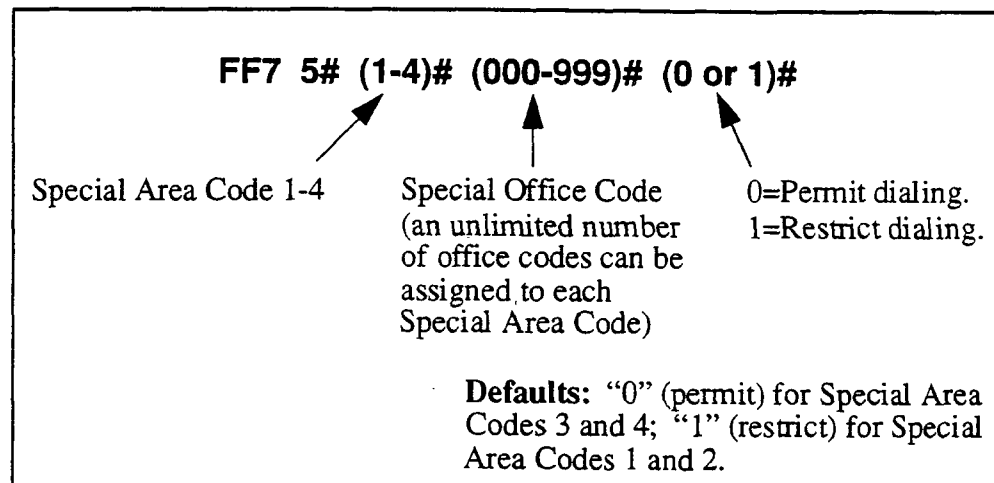 FF7 5# (1-4)# (000-999)# (0 or 1)#
Special Area Code 1-4
Special Office Code
(an unlimited number
of office codes can be
assigned to each
Special Area Code)
0=Permit dialing.
1=Restrict dialing.
Defaults: “0” (permit) for Special Area
Codes 3 and 4; “1” (restrict) for Special
Area Codes 1 and 2.